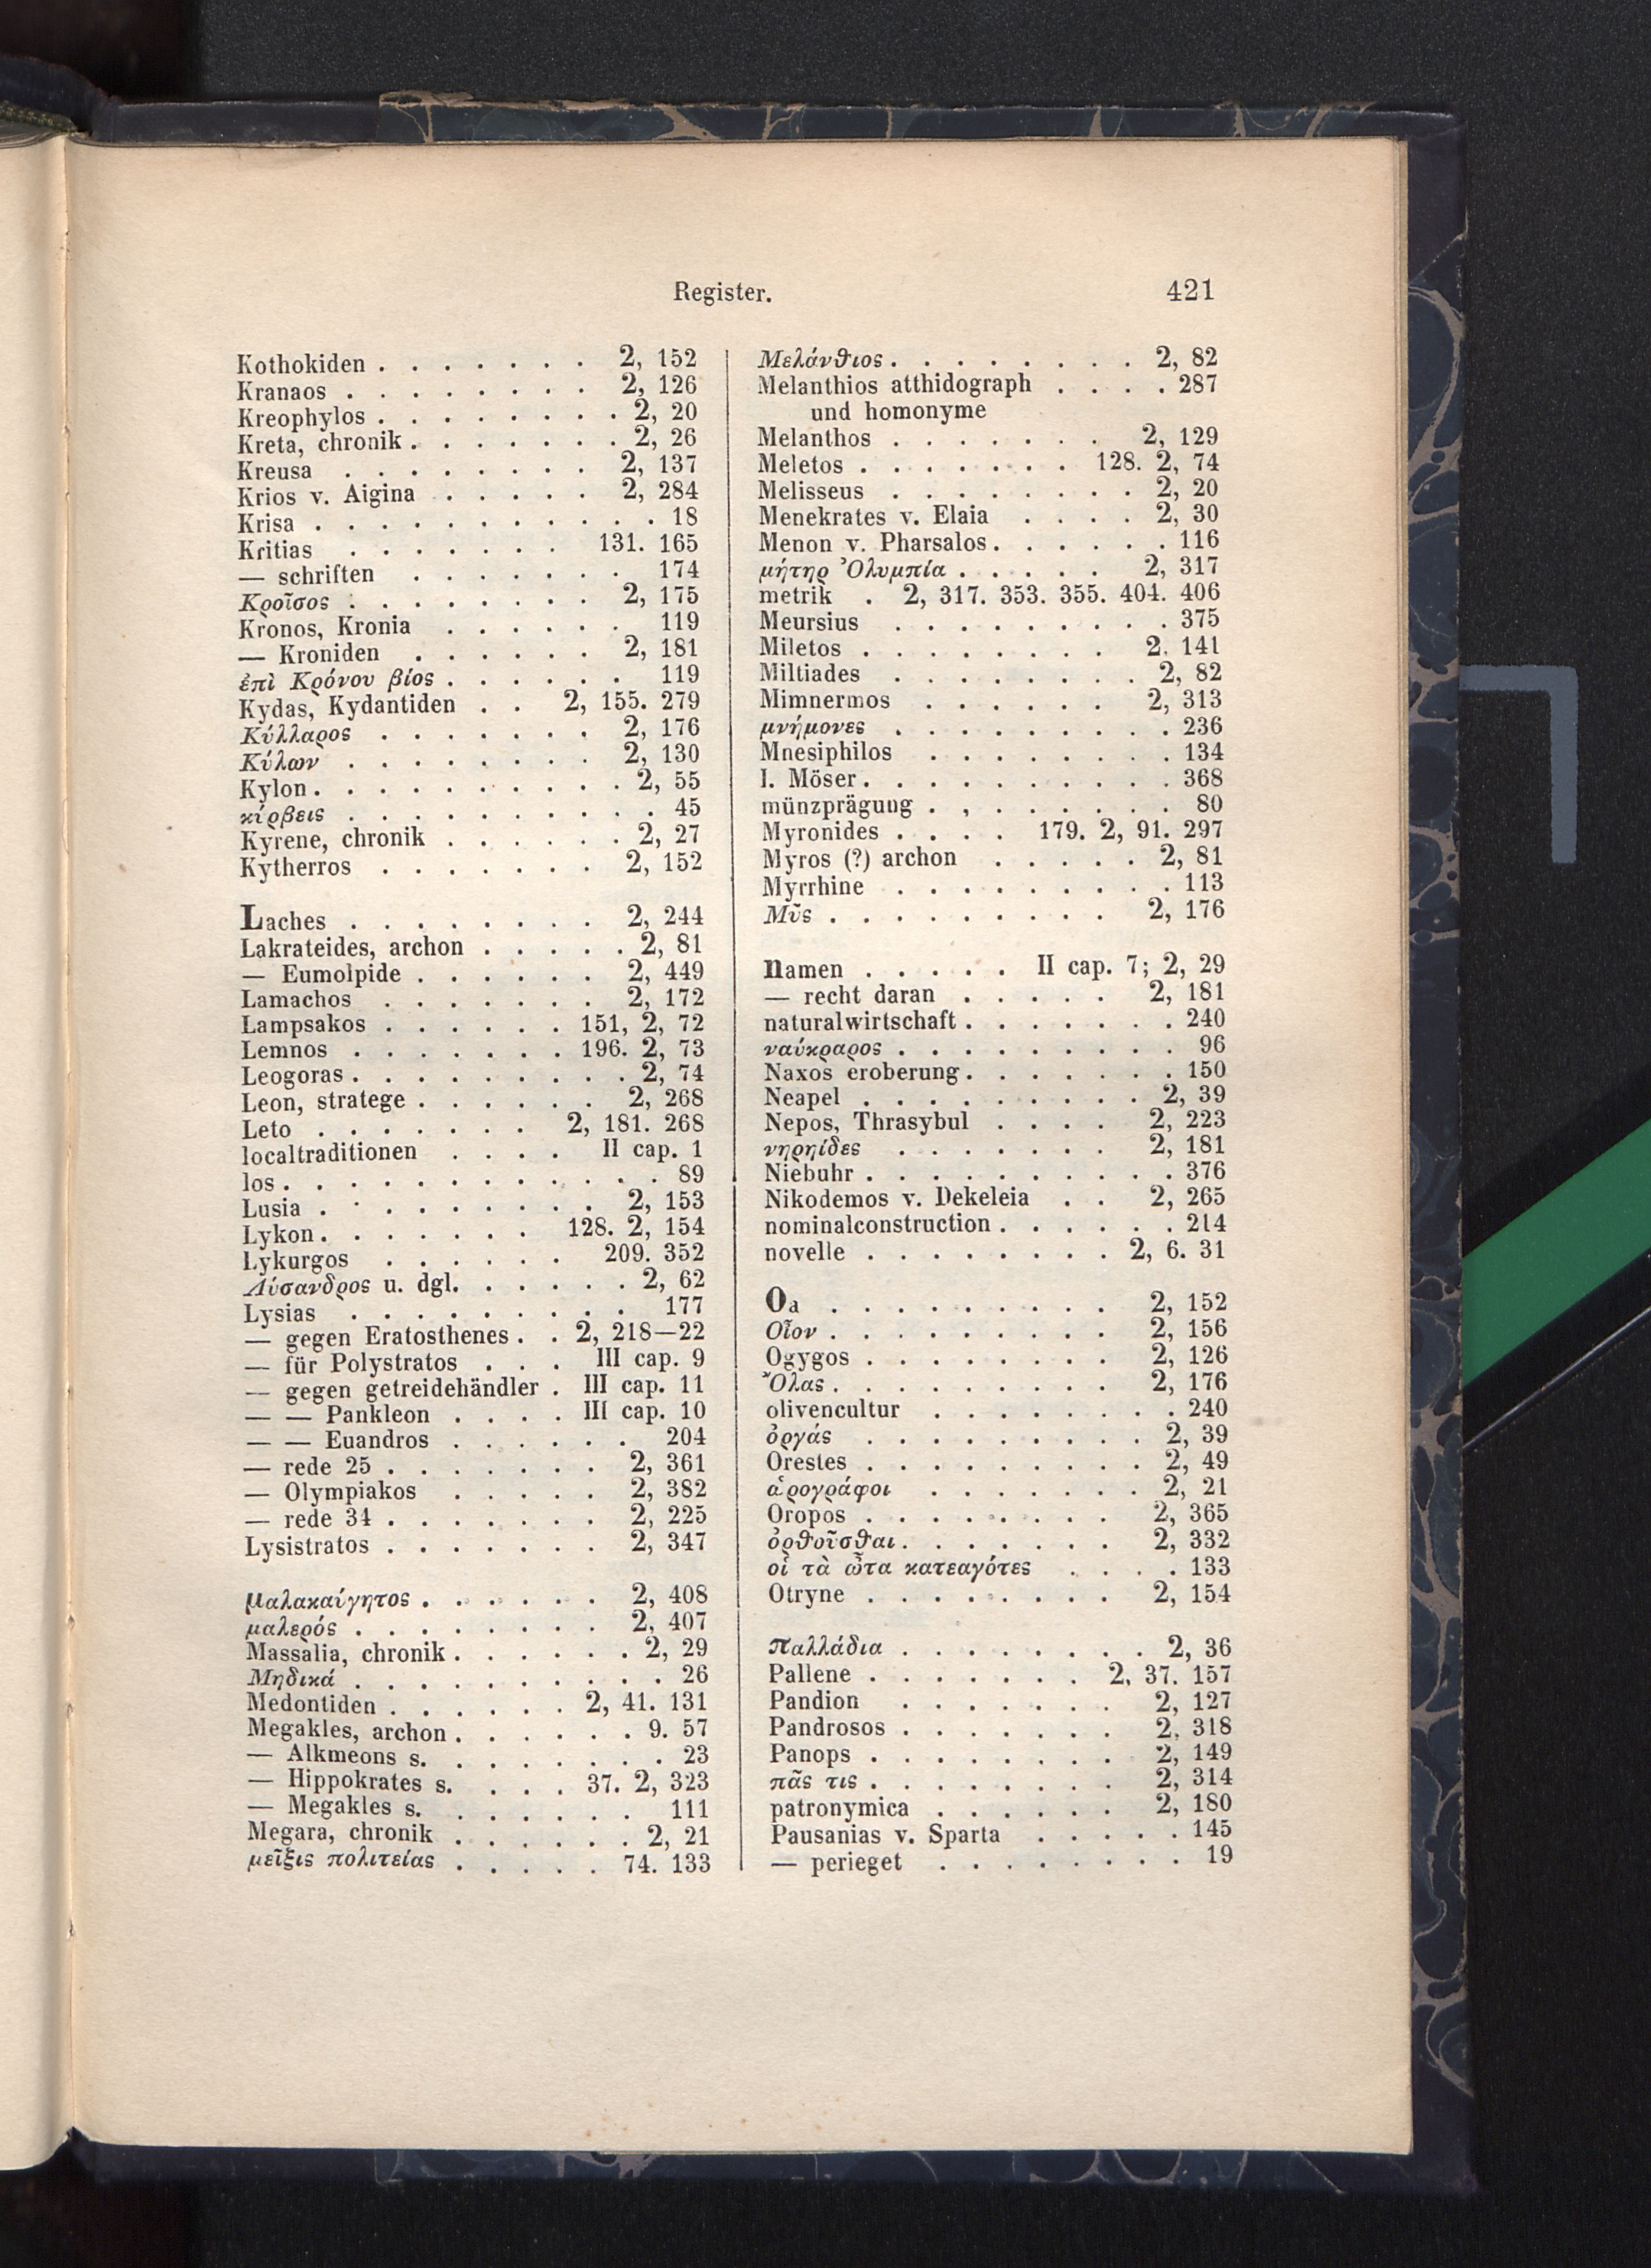 Register.
421
Kothokiden . . . . . . . 2, 152
Kranaos . . . . . . . . 2, 126
Kreophylos . . . . . . . . 2, 20
Kreta, chronik . . . . . . . 2, 26
Kreusa . . . . . . . . 2, 137
Krios v. Aigina . . . . . 2, 284
Krisa . . . . . . . . . . . 18
Kritias . . . . . . . 131. 165
— schriften . . . . . . . 174
Κροῖσος . . . . . . . . 2, 175
Kronos, Kronia . . . . . . 119
— Kroniden . . . . . . 2, 181
ἐπὶ Κρόνου βίος . . . . . . 119
Kydas, Kydantiden . . 2, 155. 279
Κύλλαρος . . . . . . . 2, 176
Κύλων . . . . . . . . 2, 130
Kylon . . . . . . . . . . 2, 55
κύρβεις . . . . . . . . . . 45
Kyrene, chronik . . . . . . 2, 27
Kytherros . . . . . . . 2, 152
Laches . . . . . . . . 2, 244
Lakrateides, archon . . . . . 2, 81
— Eumolpide . . . . . . 2, 449
Lamachos . . . . . . . 2, 172
Lampsakos . . . . . . 151, 2, 72
Lemnos . . . . . . . 196. 2, 73
Leogoras . . . . . . . . . 2, 74
Leon, stratege . . . . . . 2, 268
Leto . . . . . . . 2, 181. 268
localtraditionen . . . . II cap. 1
los . . . . . . . . . . . . 89
Lusia . . . . . . . . . 2, 153
Lykon . . . . . . . 128. 2, 154
Lykurgos . . . . . . 209. 352
Λύσανδρος u. dgl. . . . . . 2, 62
Lysias . . . . . . . . . 177
— gegen Eratosthenes . . 2, 218—22
— für Polystratos . . . III cap. 9
— gegen getreidehändler . III cap. 11
— — Pankleon . . . . III cap. 10
— — Euandros . . . . . . 204
— rede 25 . . . . . . . 2, 361
— Olympiakos . . . . . 2, 382
— rede 34 . . . . . . . 2, 225
Lysistratos . . . . . . . 2, 347
μαλακαύγητος . . . . . . 2, 408
μαλερός . . . . . . . . 2, 407
Massalia, chronik . . . . . . 2, 29
Μηδικά . . . . . . . . . . 26
Medontiden . . . . . . 2, 41. 131
Megakles, archon . . . . . . 9. 57
— Alkmeons s. . . . . . . . 23
— Hippokrates s. . . . 37. 2, 323
— Megakles s. . . . . . . 111
Megara, chronik . . . . . . 2, 21
μεῖξις πολιτείας . . . . . 74. 133
Μελάνθιος . . . . . . . . 2, 82
Melanthios atthidograph . . . . 287
und homonyme
Melanthos . . . . . . . 2, 129
Meletos . . . . . . . 128. 2, 74
Melisseus . . . . . . . . 2, 20
Menekrates v. Elaia . . . . 2, 30
Menon v. Pharsalos . . . . . . 116
μήτηρ Ὀλυμπία . . . . . 2, 317
metrik . 2, 317. 353. 355. 404. 406
Meursius . . . . . . . . . 375
Miletos . . . . . . . . 2. 141
Miltiades . . . . . . . . 2, 82
Mimnermos . . . . . . 2, 313
μνήμονες . . . . . . . . . 236
Mnesiphilos . . . . . . . . 134
I. Möser . . . . . . . . . . 368
münzprägung . , . . . . . . 80
Myronides . . . . 179. 2, 91. 297
Myros (?) archon . . . . . 2, 81
Myrrhine . . . . . . . . . 113
Μῦς . . . . . . . . . 2, 176
Namen . . . . . II cap. 7; 2, 29
— recht daran . . . . . 2, 181
naturalwirtschaft . . . . . . . 240
ναύκραρος . . . . . . . . . 96
Naxos eroberung . . . . . . . 150
Neapel . . . . . . . . . 2, 39
Nepos, Thrasybul . . . . 2, 223
νηρηίδες . . . . . . . 2, 181
Niebuhr . . . . . . . . . . 376
Nikodemos v. Dekeleia . . 2, 265
nominalconstruction . . . . . . 214
novelle . . . . . . . . 2, 6. 31
Oa . . . . . . . . . 2, 152
Οἶον . . . . . . . . . 2, 156
Ogygos . . . . . . . . 2, 126
Ὄλας . . . . . . . . . 2, 176
olivencultur . . . . . . . . 240
ὀργάς . . . . . . . . . 2, 39
Orestes . . . . . . . . . 2, 49
ὡρογράφοι . . . . . . . 2, 21
Oropos . . . . . . . . 2, 365
ὀρθοῦσθαι . . . . . . . 2, 332
οἱ τὰ ὦτα κατεαγότες . . . . 133
Otryne . . . . . . . . 2, 154
παλλάδια . . . . . . . . 2, 36
Pallene . . . . . . . 2, 37. 157
Pandion . . . . . . . 2, 127
Pandrosos . . . . . . . 2, 318
Panops . . . . . . . . 2, 149
πᾶς τις . . . . . . . . 2, 314
patronymica . . . . . . 2, 180
Pausanias v. Sparta . . . . . 145
— perieget . . . . . . . . 19